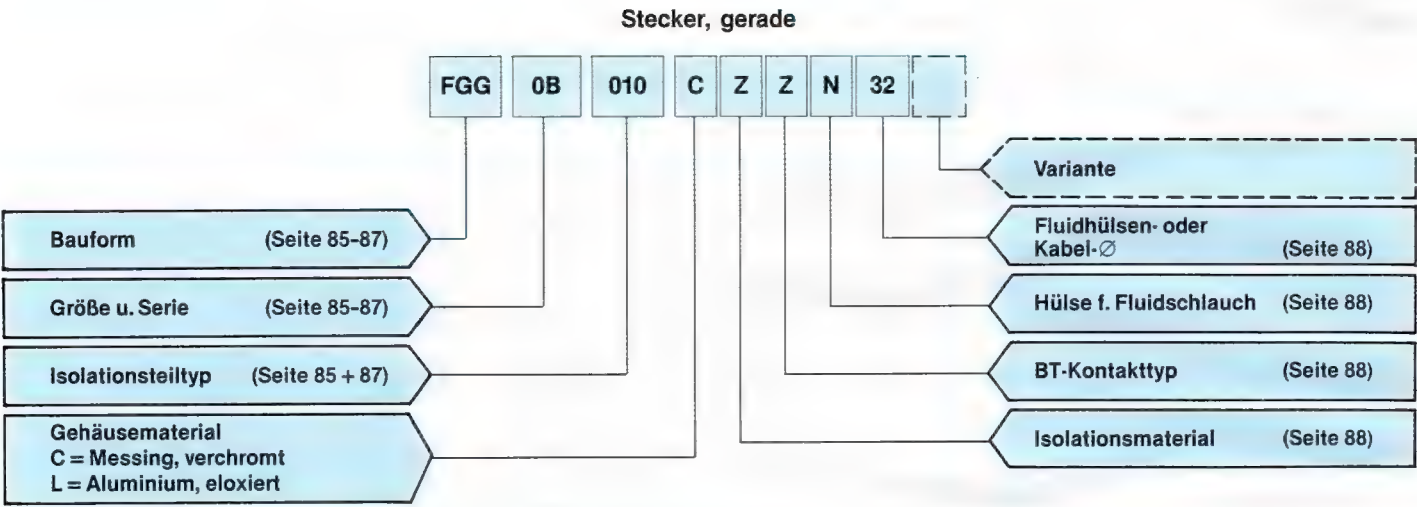 Stecker, gerade
FGG 0B 010 C Z Z N 32
Variante
Bauform (Seite 85-87)
Fluidhülsen- oder
Kabel-∅ (Seite 88)
Größe u. Serie (Seite 85-87)
Hülse f. Fluidschlauch (Seite 88)
Isolationsteiltyp (Seite 85 + 87)
BT-Kontakttyp (Seite 88)
Gehäusematerial
C = Messing, verchromt
L = Aluminium, eloxiert
Isolationsmaterial (Seite 88)